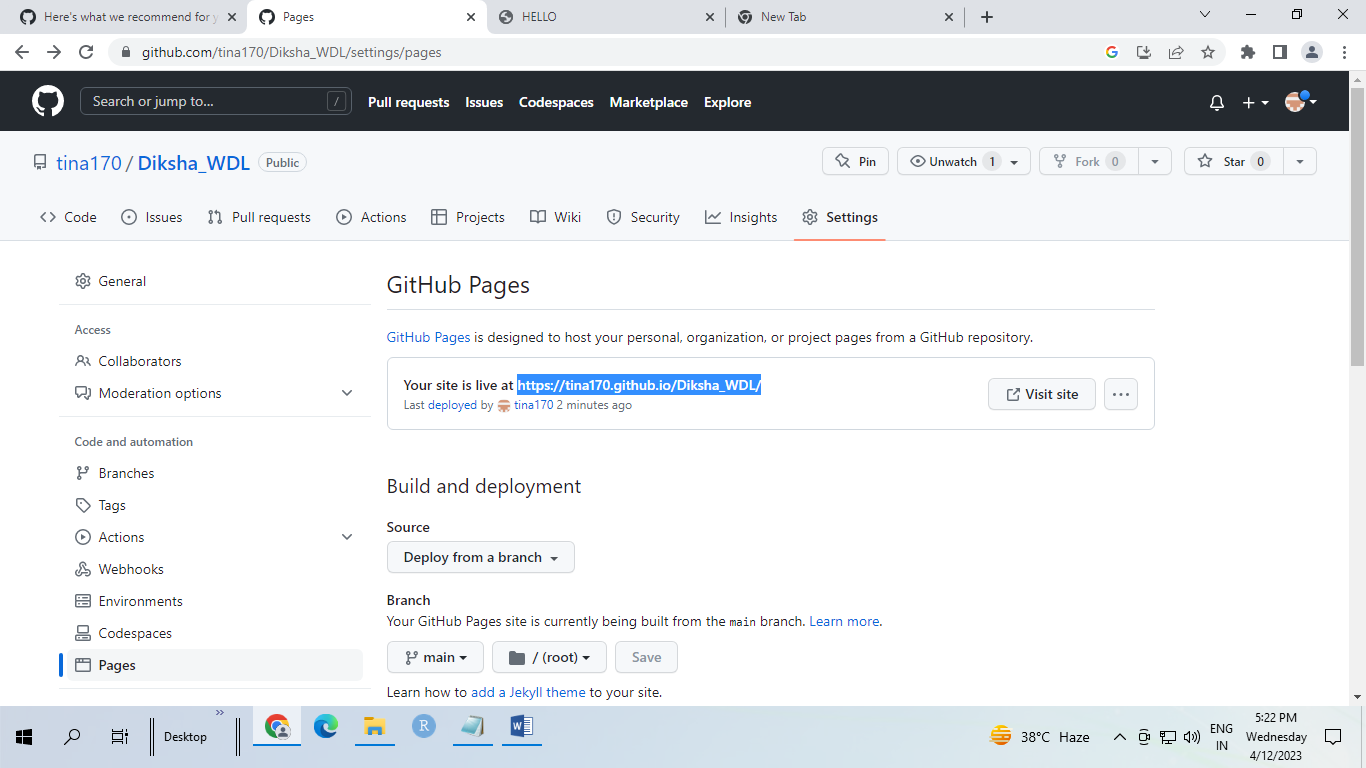 Here's what we recommend for y
Pages
HELLO
New Tab
github.com/tina170/Diksha_WDL/settings/pages
Search or jump to... /
Pull requests Issues Codespaces Marketplace Explore
tina170 / Diksha_WDL Public
Pin Unwatch 1 Fork 0 Star 0
Code Issues Pull requests Actions Projects Wiki Security Insights Settings
General
Access
Collaborators
Moderation options
Code and automation
Branches
Tags
Actions
Webhooks
Environments
Codespaces
Pages
GitHub Pages
GitHub Pages is designed to host your personal, organization, or project pages from a GitHub repository.
Your site is live at https://tina170.github.io/Diksha_WDL/
Last deployed by tina170 2 minutes ago
Visit site
Build and deployment
Source
Deploy from a branch
Branch
Your GitHub Pages site is currently being built from the main branch. Learn more.
main / (root) Save
Learn how to add a Jekyll theme to your site.
Desktop
R
38°C Haze
ENG
IN
5:22 PM
Wednesday
4/12/2023